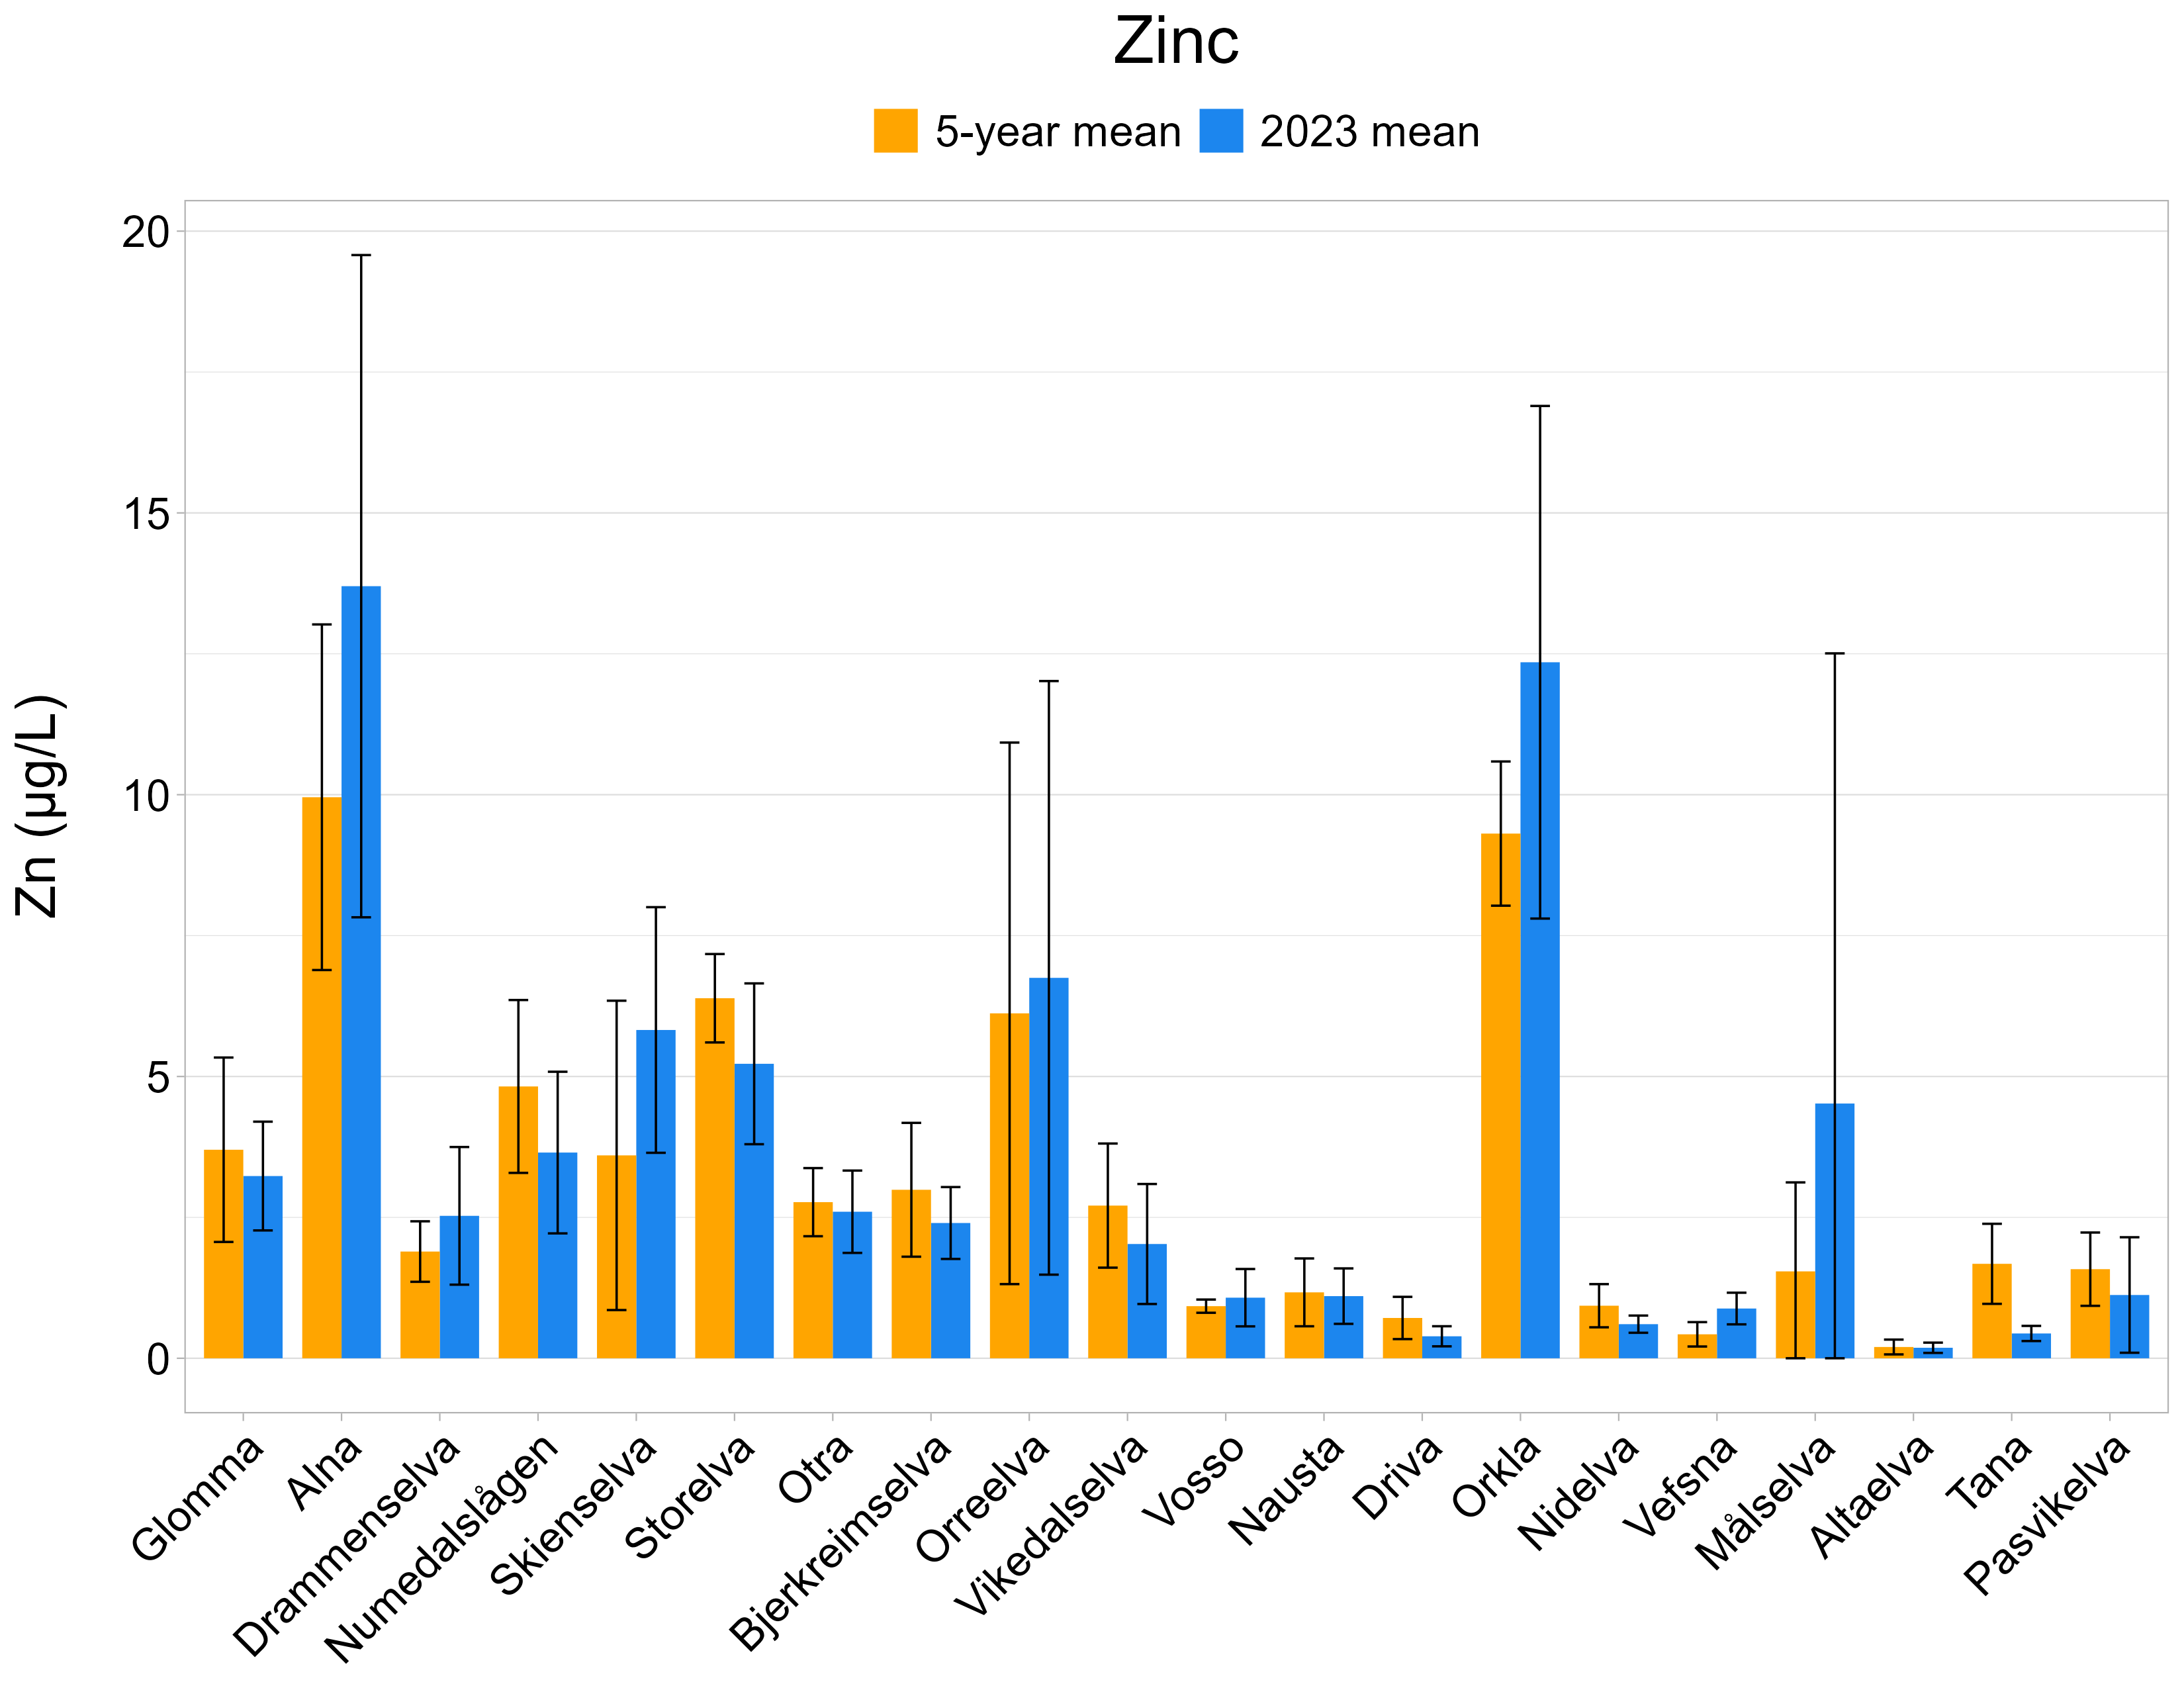 Zinc
5-year mean 2023 mean
Zn (µg/L)
20
15
10
5
0
Glomma
Alna
Drammenselva
Numedalslågen
Skienselva
Storelva
Otra
Bjerkreimselva
Orreelva
Vikedalselva
Vosso
Nausta
Driva
Orkla
Nidelva
Vefsna
Målselva
Altaelva
Tana
Pasvikelva